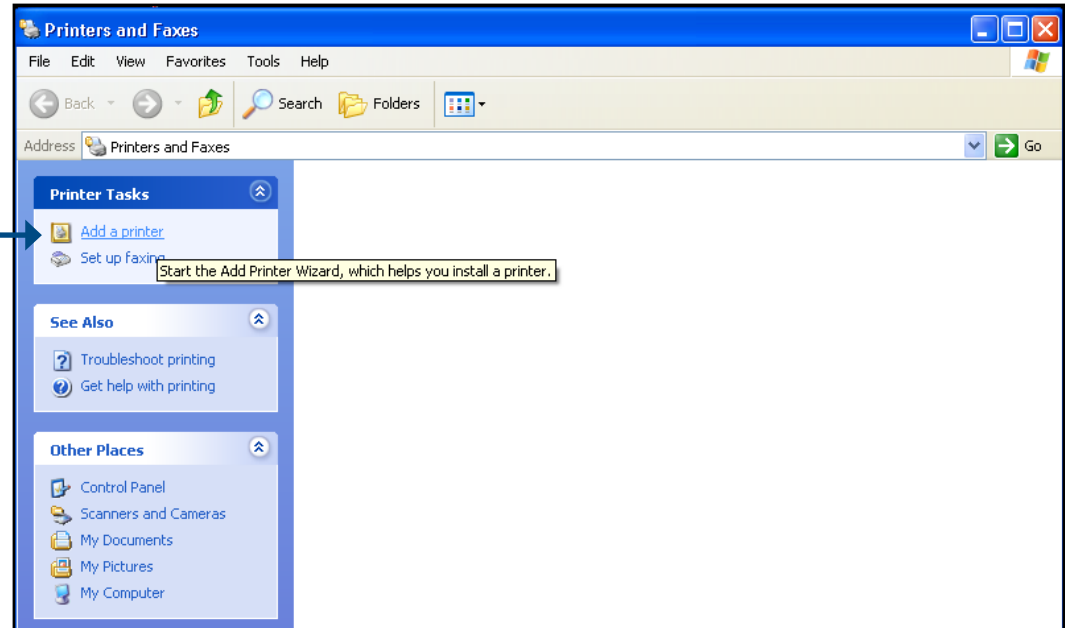 Printers and Faxes
File Edit View Favorites Tools Help
Back Search Folders
Address Printers and Faxes Go
Printer Tasks
Add a printer
Set up faxing
Start the Add Printer Wizard, which helps you install a printer.
See Also
Troubleshoot printing
Get help with printing
Other Places
Control Panel
Scanners and Cameras
My Documents
My Pictures
My Computer